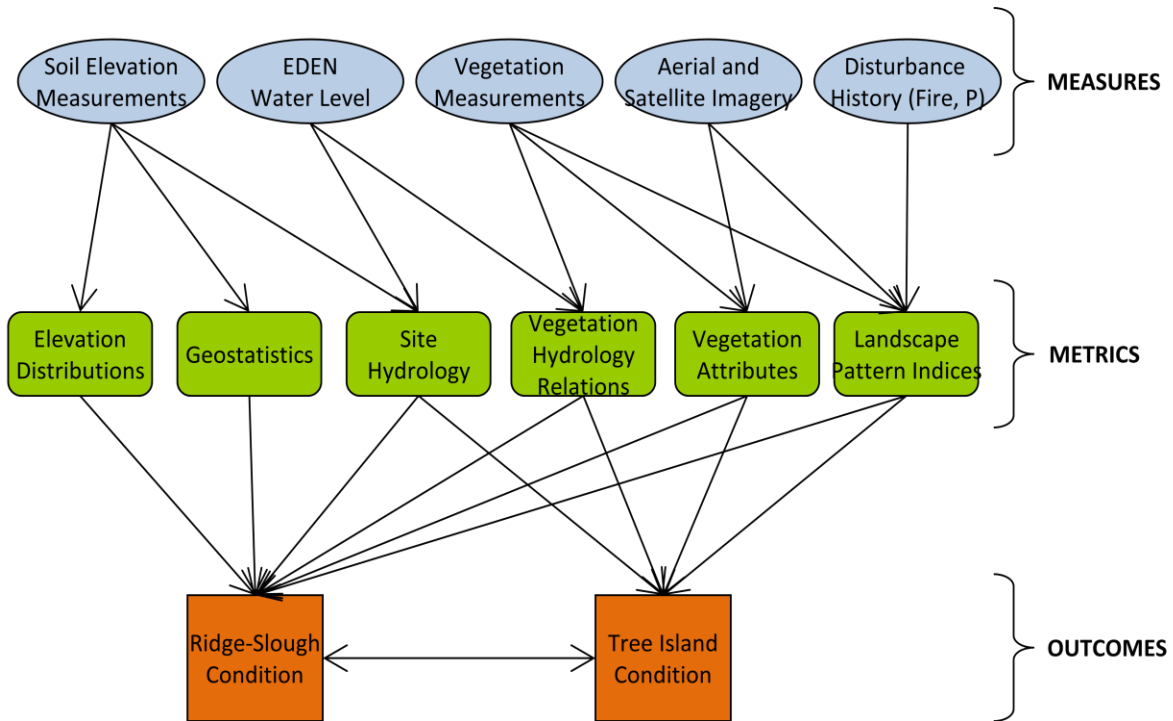 Soil Elevation
Measurements
EDEN
Water Level
Vegetation
Measurements
Aerial and
Satellite Imagery
Disturbance
History (Fire, P)
MEASURES
Elevation
Distributions
Geostatistics
Site
Hydrology
Vegetation
Hydrology
Relations
Vegetation
Attributes
Landscape
Pattern Indices
METRICS
Ridge-Slough
Condition
Tree Island
Condition
OUTCOMES